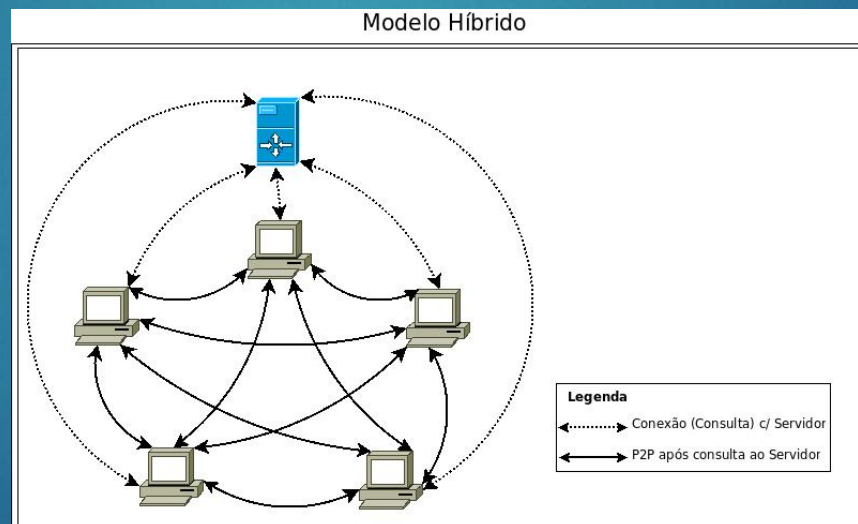 Modelo Híbrido
Legenda
Conexão (Consulta) c/ Servidor
P2P após consulta ao Servidor